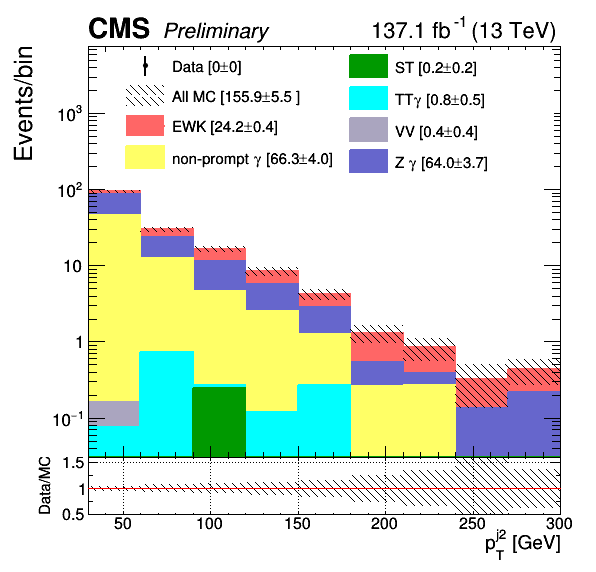 CMS Preliminary 137.1 fb⁻¹ (13 TeV)
Events/bin
Data [0±0]
All MC [155.9±5.5 ]
EWK [24.2±0.4]
non-prompt γ [66.3±4.0]
ST [0.2±0.2]
TTγ [0.8±0.5]
VV [0.4±0.4]
Z γ [64.0±3.7]
10³
10²
10
1
10⁻¹
Data/MC
1.5
1
0.5
50 100 150 200 250 300
p_T^j2 [GeV]